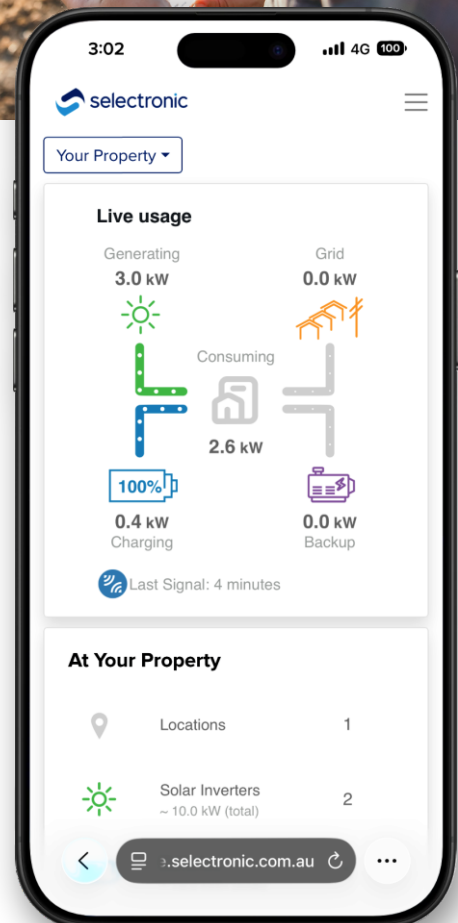 3:02
4G 100
selectronic
Your Property
Live usage
Generating
Grid
3.0 kW
0.0 kW
Consuming
2.6 kW
100%
0.4 kW
0.0 kW
Charging
Backup
Last Signal: 4 minutes
At Your Property
Locations
1
Solar Inverters
2
~ 10.0 kW (total)
.selectronic.com.au